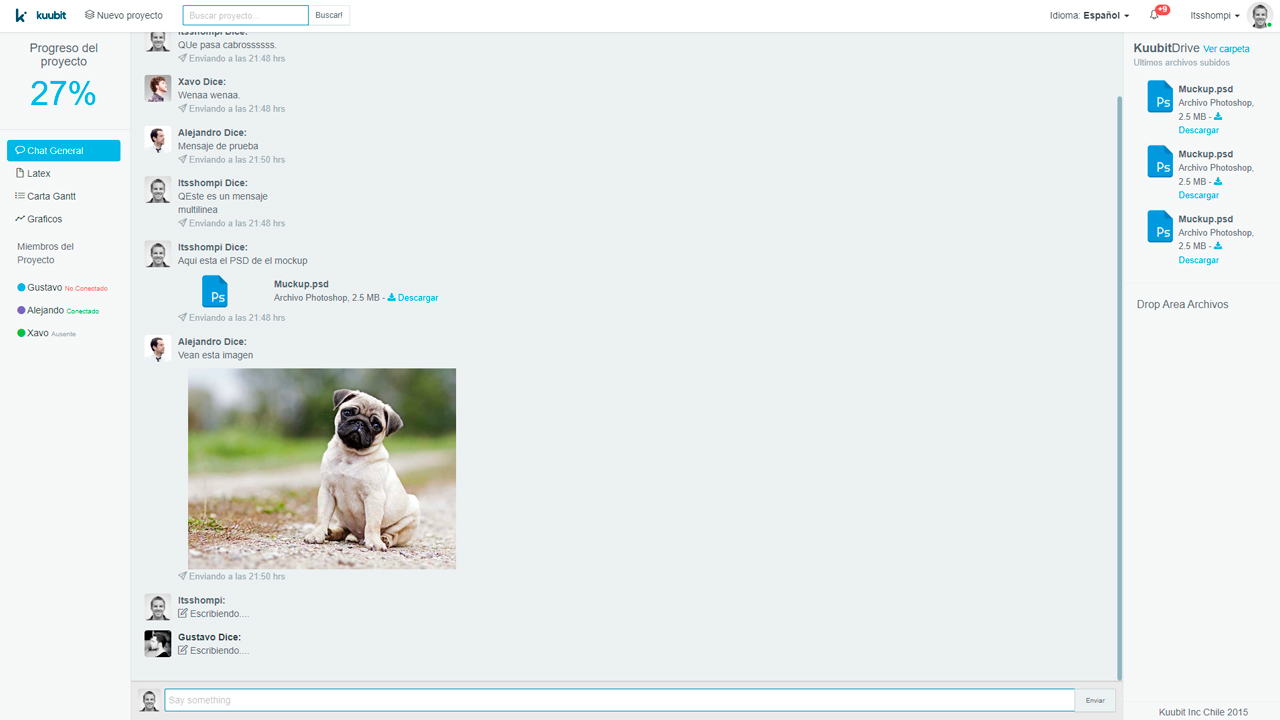 kuubit
Nuevo proyecto
Buscar proyecto...
Buscar!
Idioma: Español
+9
Itsshompi
Progreso del
proyecto
27%
Chat General
Latex
Carta Gantt
Graficos
Miembros del
Proyecto
Gustavo No Conectado
Alejando Conectado
Xavo Ausente
Itsshompi Dice:
QUe pasa cabrossssss.
Enviando a las 21:48 hrs
Xavo Dice:
Wenaa wenaa.
Enviando a las 21:48 hrs
Alejandro Dice:
Mensaje de prueba
Enviando a las 21:50 hrs
Itsshompi Dice:
QEste es un mensaje
multilinea
Enviando a las 21:48 hrs
Itsshompi Dice:
Aqui esta el PSD de el mockup
Ps
Muckup.psd
Archivo Photoshop, 2.5 MB - Descargar
Enviando a las 21:48 hrs
Alejandro Dice:
Vean esta imagen
Enviando a las 21:50 hrs
Itsshompi:
Escribiendo....
Gustavo Dice:
Escribiendo....
Say something
Enviar
KuubitDrive Ver carpeta
Ultimos archivos subidos
Ps
Muckup.psd
Archivo Photoshop,
2.5 MB -
Descargar
Ps
Muckup.psd
Archivo Photoshop,
2.5 MB -
Descargar
Ps
Muckup.psd
Archivo Photoshop,
2.5 MB -
Descargar
Drop Area Archivos
Kuubit Inc Chile 2015